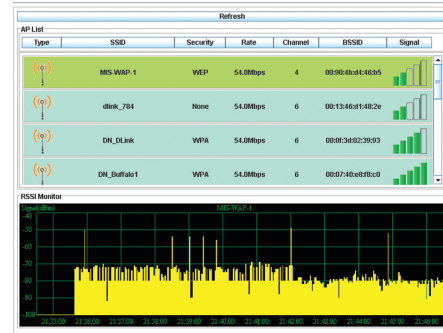 Refresh
AP List
Type SSID Security Rate Channel BSSID Signal
MIS-WAP-1 WEP 54.0Mbps 4 00:90:4b:d4:46:b5
dlink_784 None 54.0Mbps 6 00:13:46:d1:48:2e
DN_DLink WPA 54.0Mbps 6 00:0f:3d:02:39:93
DN_Buffalo1 WPA 54.0Mbps 6 00:07:40:e8:f8:c0
RSSI Monitor
Signal(dBm) MIS-WAP-1
-40
-50
-60
-70
-80
-90
-100
21:35:00 21:36:00 21:37:00 21:38:00 21:39:00 21:40:00 21:41:00 21:42:00 21:43:00 21:44:00 21:45:00 21:46:00